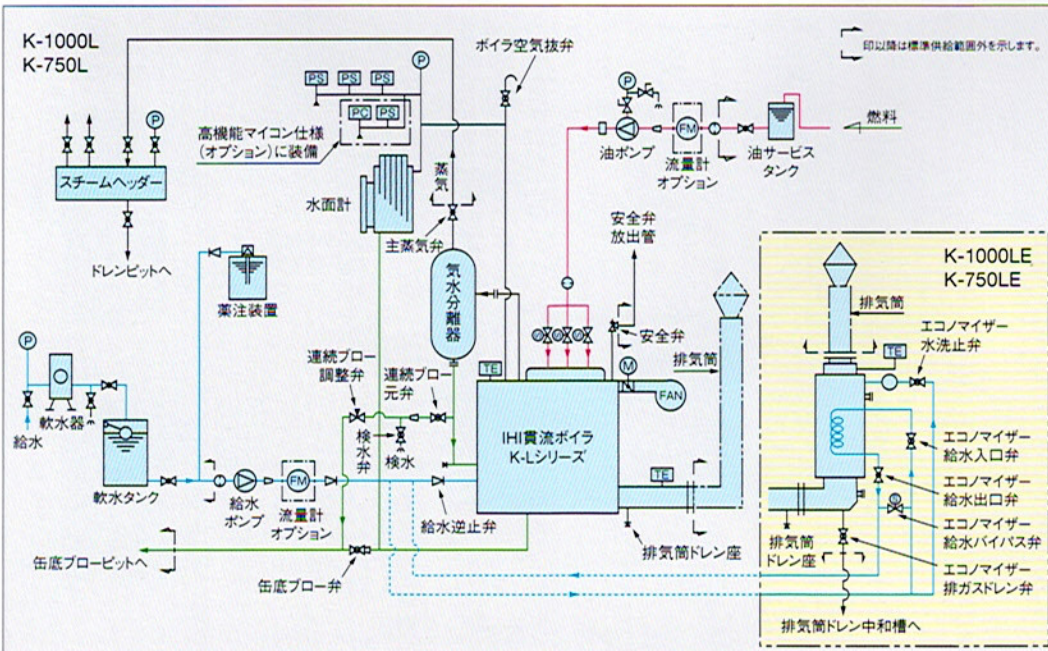 K-1000L
K-750L
ボイラ空気抜弁
印以降は標準供給範囲外を示します。
P
PS
PS
PS
P
PC
PS
高機能マイコン仕様
(オプション)に装備
P
油ポンプ
FM
流量計
オプション
油サービス
タンク
燃料
スチームヘッダー
ドレンピットへ
水面計
蒸気
主蒸気弁
安全弁
放出管
薬注装置
気水分離器
安全弁
M
FAN
排気筒
TE
P
軟水器
給水
軟水タンク
連続ブロー
調整弁
連続ブロー
元弁
検水弁
検水
IHI貫流ボイラ
K-Lシリーズ
TE
給水
ポンプ
FM
流量計
オプション
給水逆止弁
排気筒ドレン座
缶底ブローピットへ
缶底ブロー弁
K-1000LE
K-750LE
排気筒
TE
エコノマイザー
水洗止弁
エコノマイザー
給水入口弁
エコノマイザー
給水出口弁
S
エコノマイザー
給水バイパス弁
エコノマイザー
排ガスドレン弁
排気筒
ドレン座
排気筒ドレン中和槽へ